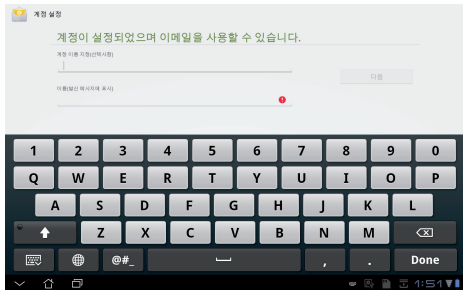 계정 설정
계정이 설정되었으며 이메일을 사용할 수 있습니다.
계정 이름 지정(선택사항)
이름(발신 메시지에 표시)
다음
1 2 3 4 5 6 7 8 9 0
Q W E R T Y U I O P
A S D F G H J K L
Z X C V B N M
@#_ , . Done
1:51